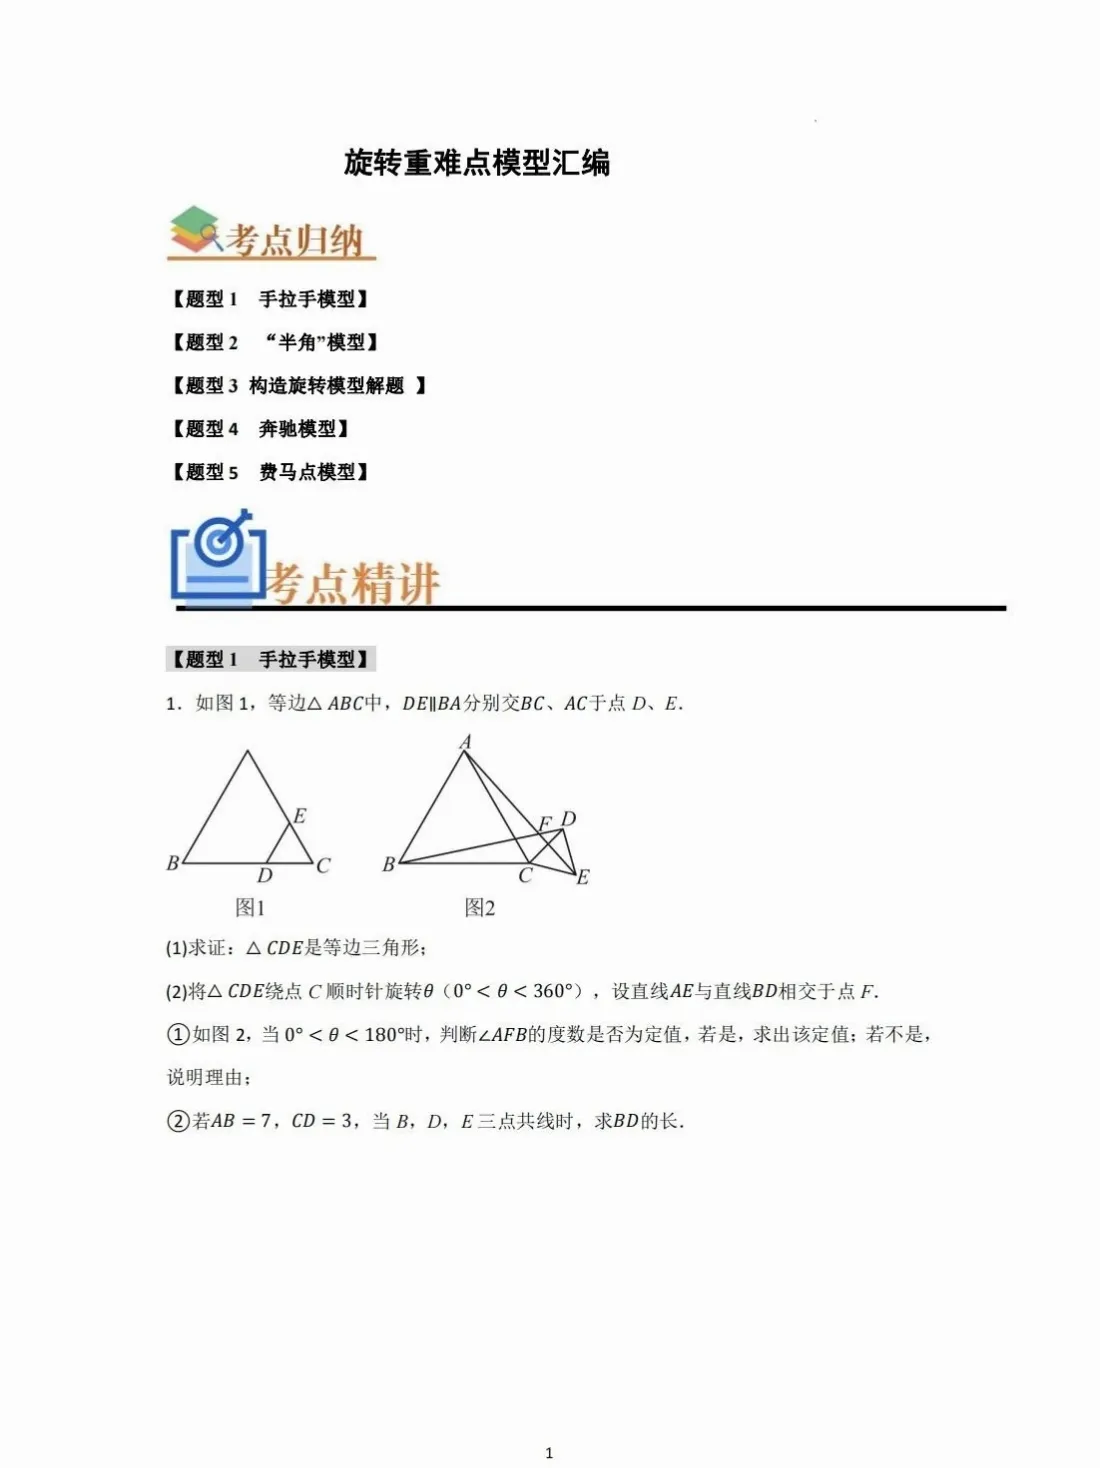 旋转重难点模型汇编
考点归纳
【题型 1 手拉手模型】
【题型 2 “半角”模型】
【题型 3 构造旋转模型解题 】
【题型 4 奔驰模型】
【题型 5 费马点模型】
考点精讲
【题型 1 手拉手模型】
1．如图 1，等边△ ABC中，DE∥BA分别交BC、AC于点 D、E．
E
B
D
C
图1
A
F
D
B
C
E
图2
(1)求证：△ CDE是等边三角形；
(2)将△ CDE绕点 C 顺时针旋转θ（0° < θ < 360°），设直线AE与直线BD相交于点 F．
①如图 2，当 0° < θ < 180°时，判断∠AFB的度数是否为定值，若是，求出该定值；若不是，
说明理由；
②若AB = 7，CD = 3，当 B，D，E 三点共线时，求BD的长．
1